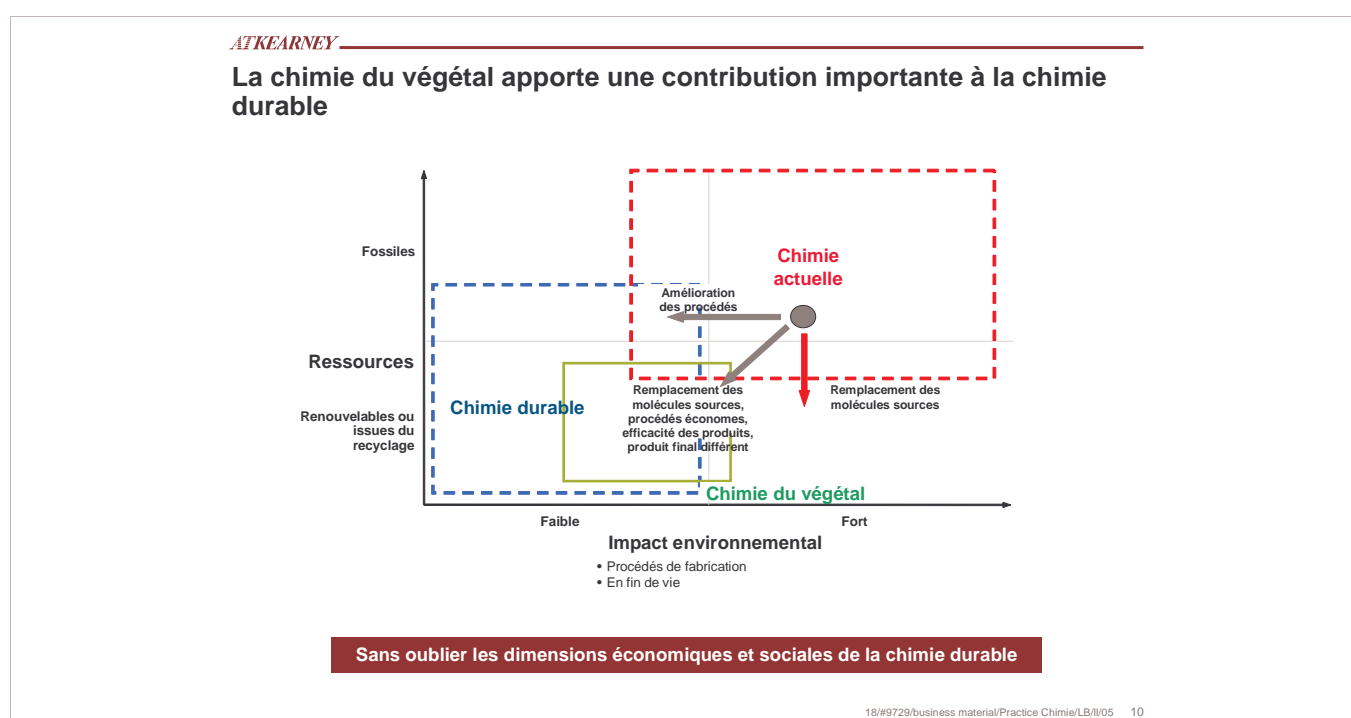 ATKEARNEY
La chimie du végétal apporte une contribution importante à la chimie
durable
Fossiles
Chimie
actuelle
Amélioration
des procédés
Ressources
Renouvelables ou
issues du
recyclage
Chimie durable
Remplacement des
molécules sources,
procédés économes,
efficacité des produits,
produit final différent
Remplacement des
molécules sources
Chimie du végétal
Faible
Fort
Impact environnemental
• Procédés de fabrication
• En fin de vie
Sans oublier les dimensions économiques et sociales de la chimie durable
18/#9729/business material/Practice Chimie/LB/II/05 10